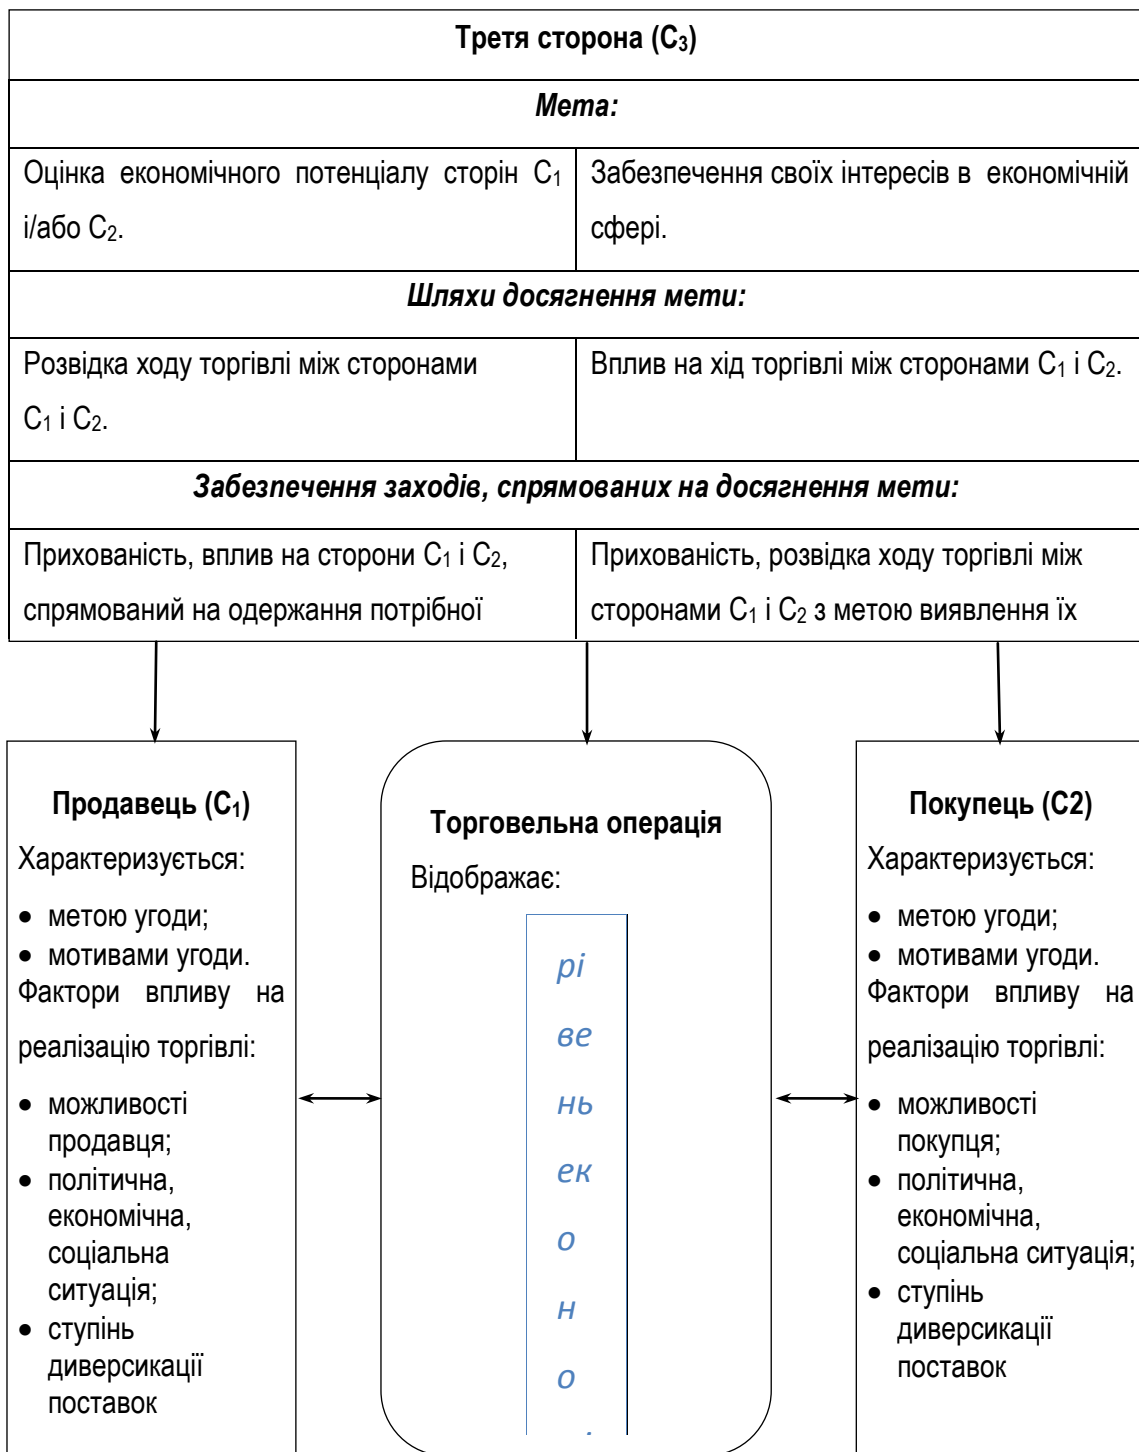 Третя сторона (С₃)
Мета:
Оцінка економічного потенціалу сторін С₁
і/або С₂.
Забезпечення своїх інтересів в економічній
сфері.
Шляхи досягнення мети:
Розвідка ходу торгівлі між сторонами
С₁ і С₂.
Вплив на хід торгівлі між сторонами С₁ і С₂.
Забезпечення заходів, спрямованих на досягнення мети:
Прихованість, вплив на сторони С₁ і С₂,
спрямований на одержання потрібної
Прихованість, розвідка ходу торгівлі між
сторонами С₁ і С₂ з метою виявлення їх
Продавець (С₁)
Характеризується:
• метою угоди;
• мотивами угоди.
Фактори впливу на
реалізацію торгівлі:
• можливості
продавця;
• політична,
економічна,
соціальна
ситуація;
• ступінь
диверсикації
поставок
Торговельна операція
Відображає:
рі
ве
нь
ек
о
н
о
Покупець (С2)
Характеризується:
• метою угоди;
• мотивами угоди.
Фактори впливу на
реалізацію торгівлі:
• можливості
покупця;
• політична,
економічна,
соціальна ситуація;
• ступінь
диверсикації
поставок